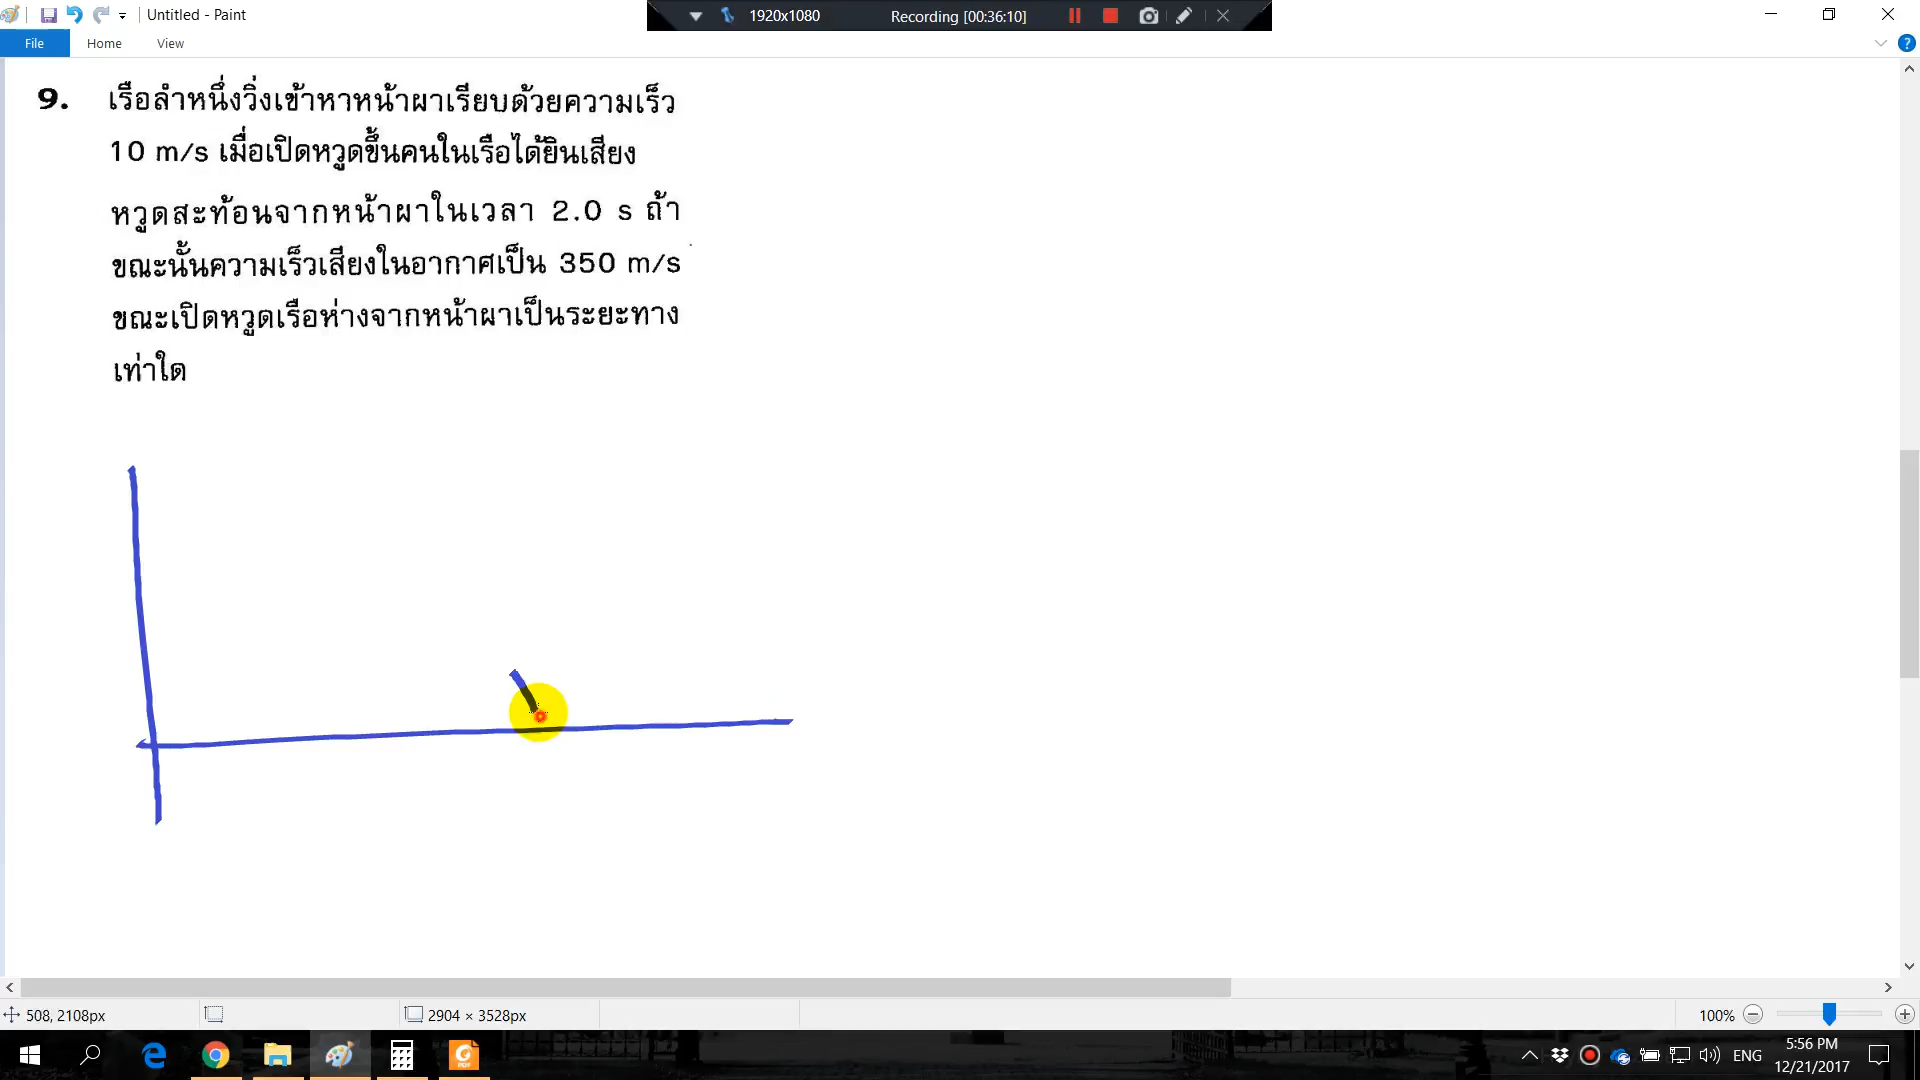 Untitled - Paint
1920x1080
Recording [00:36:10]
File Home View
9. เรือลำหนึ่งวิ่งเข้าหาหน้าผาเรียบด้วยความเร็ว
10 m/s เมื่อเปิดหวูดขึ้นคนในเรือได้ยินเสียง
หวูดสะท้อนจากหน้าผาในเวลา 2.0 s ถ้า
ขณะนั้นความเร็วเสียงในอากาศเป็น 350 m/s
ขณะเปิดหวูดเรือห่างจากหน้าผาเป็นระยะทาง
เท่าใด
508, 2108px
2904 × 3528px
100%
ENG
5:56 PM
12/21/2017